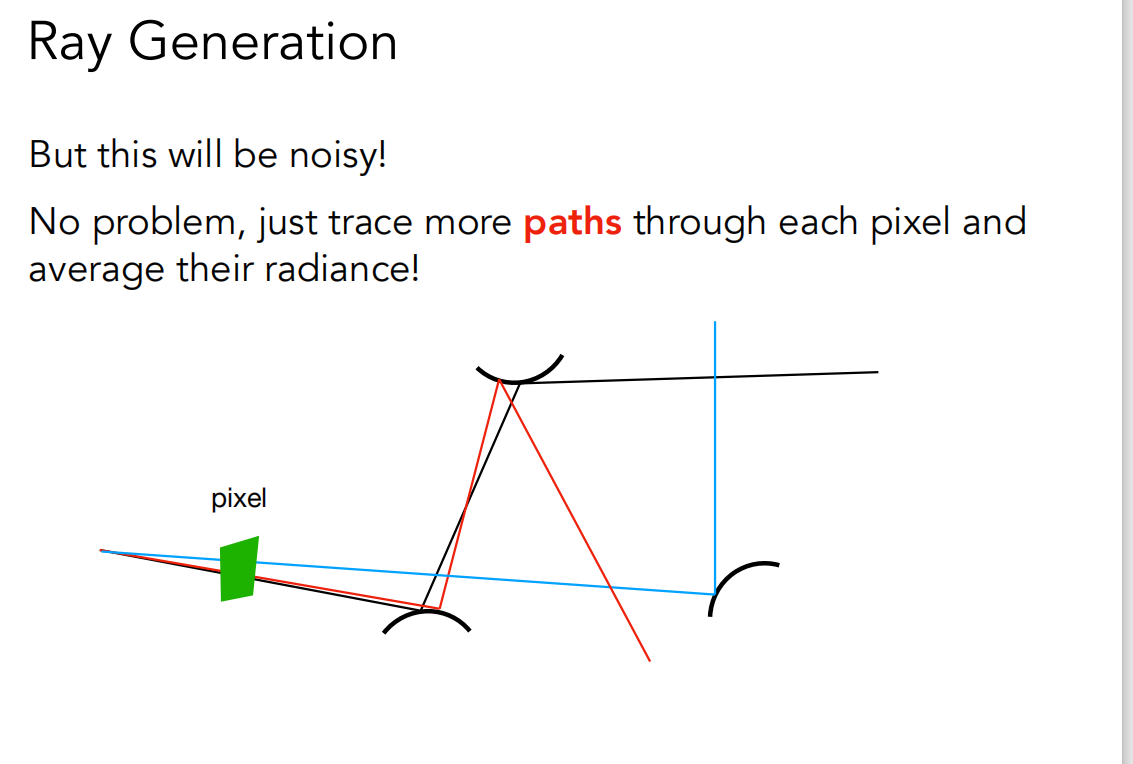 Ray Generation
But this will be noisy!
No problem, just trace more paths through each pixel and
average their radiance!
pixel